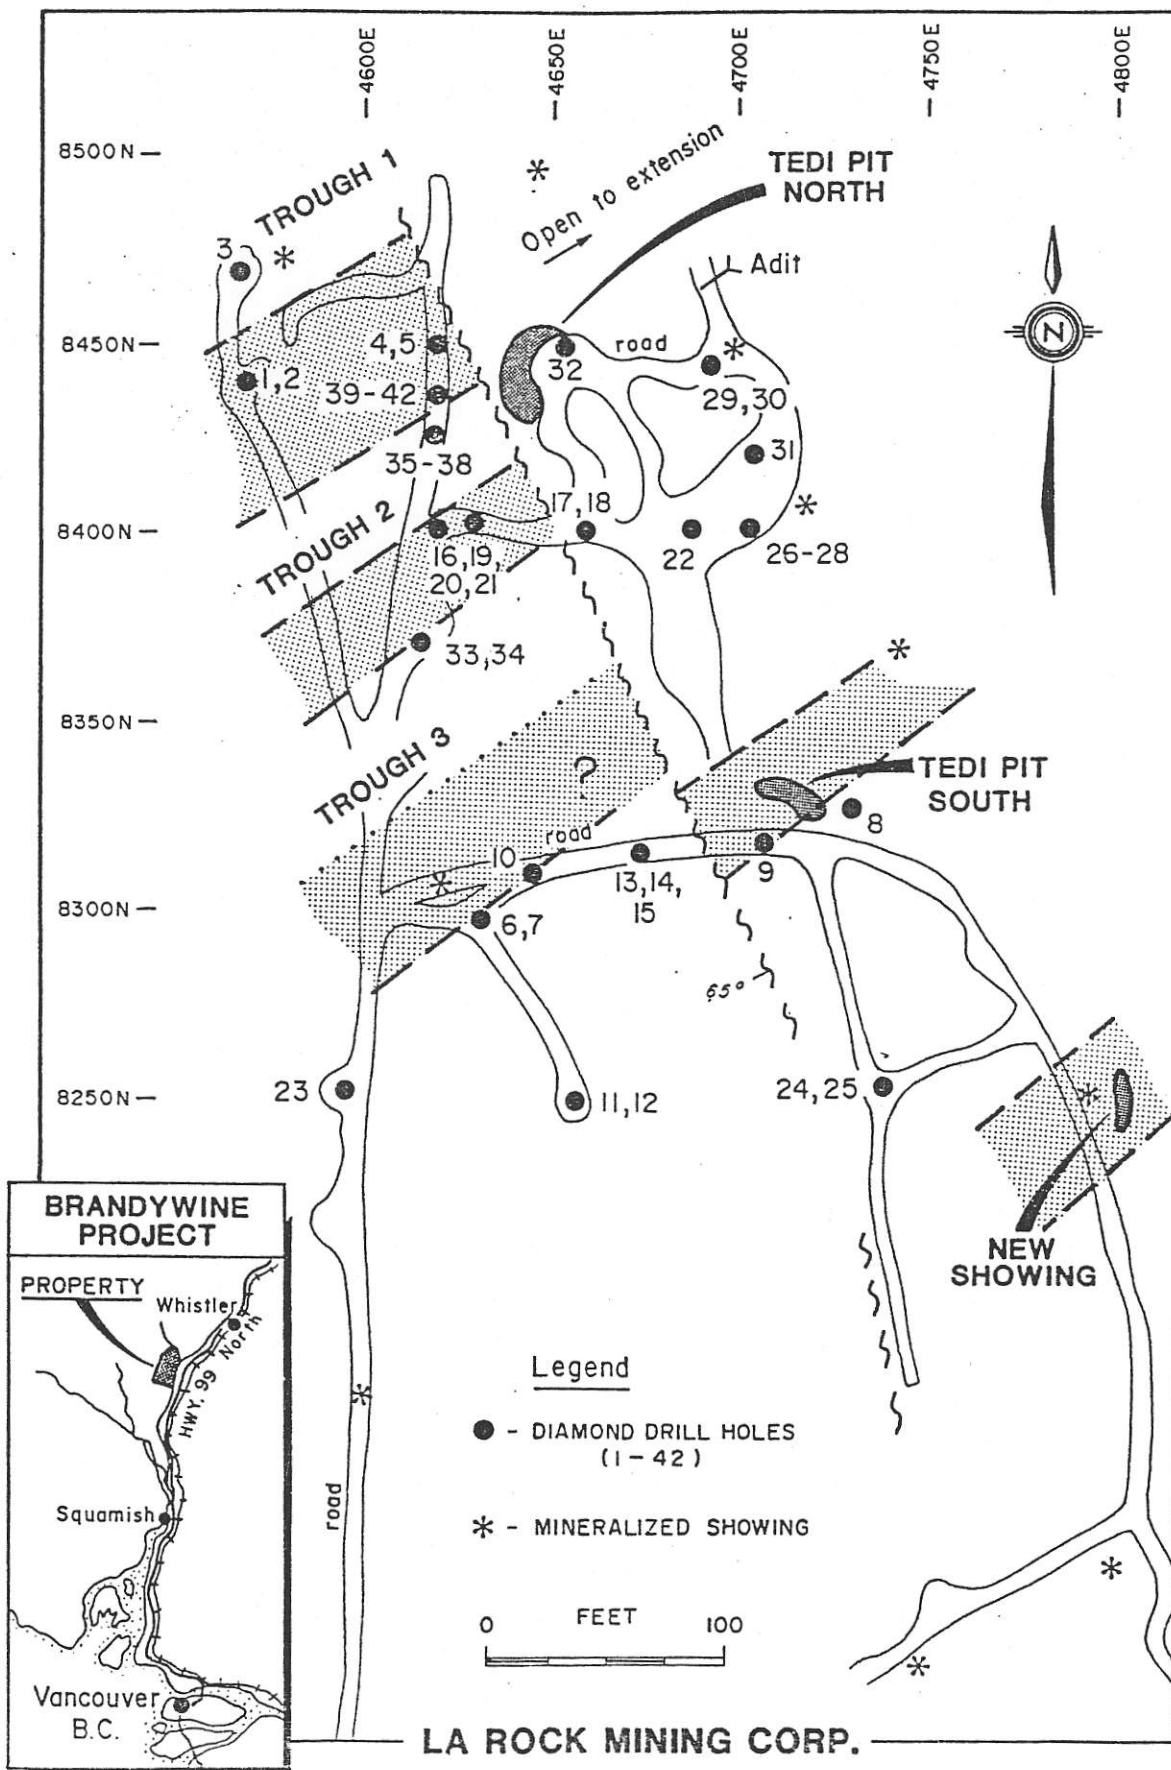 4600E
4650E
4700E
4750E
4800E
8500N
TROUGH 1
Open to extension
TEDI PIT
NORTH
3
Adit
8450N
4,5
32
road
1,2
39-42
29,30
35-38
31
8400N
TROUGH 2
17,18
16,19,
20,21
22
26-28
33,34
N
8350N
TROUGH 3
?
TEDI PIT
SOUTH
8
road
10
13,14,
15
9
8300N
6,7
65°
8250N
23
11,12
24,25
NEW
SHOWING
BRANDYWINE
PROJECT
PROPERTY
Whistler
HWY. 99 North
Squamish
Vancouver
B.C.
road
Legend
- DIAMOND DRILL HOLES
(1-42)
* - MINERALIZED SHOWING
0 FEET 100
LA ROCK MINING CORP.